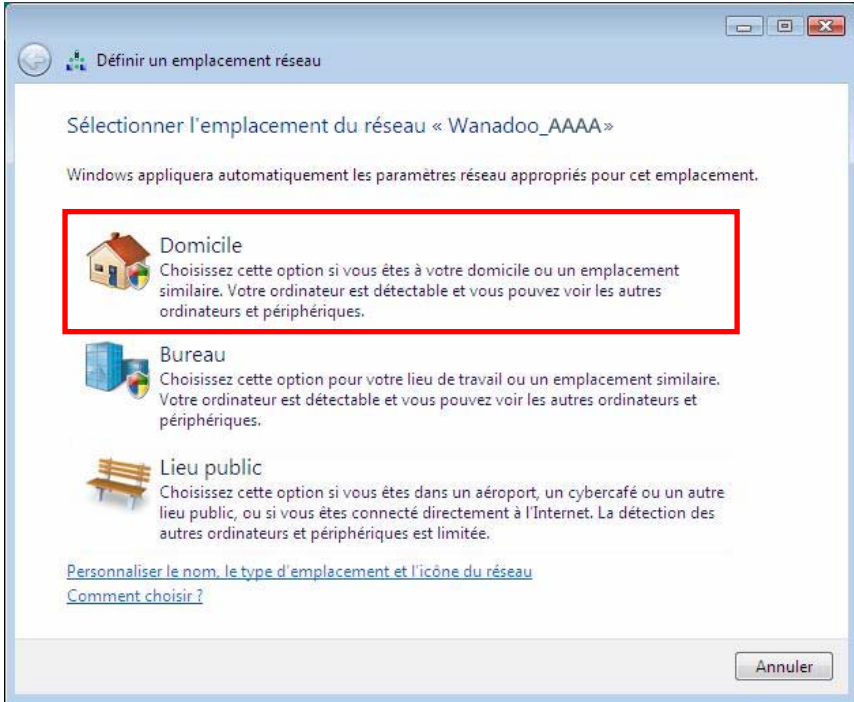 Définir un emplacement réseau
Sélectionner l'emplacement du réseau « Wanadoo_AAAA»
Windows appliquera automatiquement les paramètres réseau appropriés pour cet emplacement.
Domicile
Choisissez cette option si vous êtes à votre domicile ou un emplacement
similaire. Votre ordinateur est détectable et vous pouvez voir les autres
ordinateurs et périphériques.
Bureau
Choisissez cette option pour votre lieu de travail ou un emplacement similaire.
Votre ordinateur est détectable et vous pouvez voir les autres ordinateurs et
périphériques.
Lieu public
Choisissez cette option si vous êtes dans un aéroport, un cybercafé ou un autre
lieu public, ou si vous êtes connecté directement à l'Internet. La détection des
autres ordinateurs et périphériques est limitée.
Personnaliser le nom, le type d'emplacement et l'icône du réseau
Comment choisir ?
Annuler